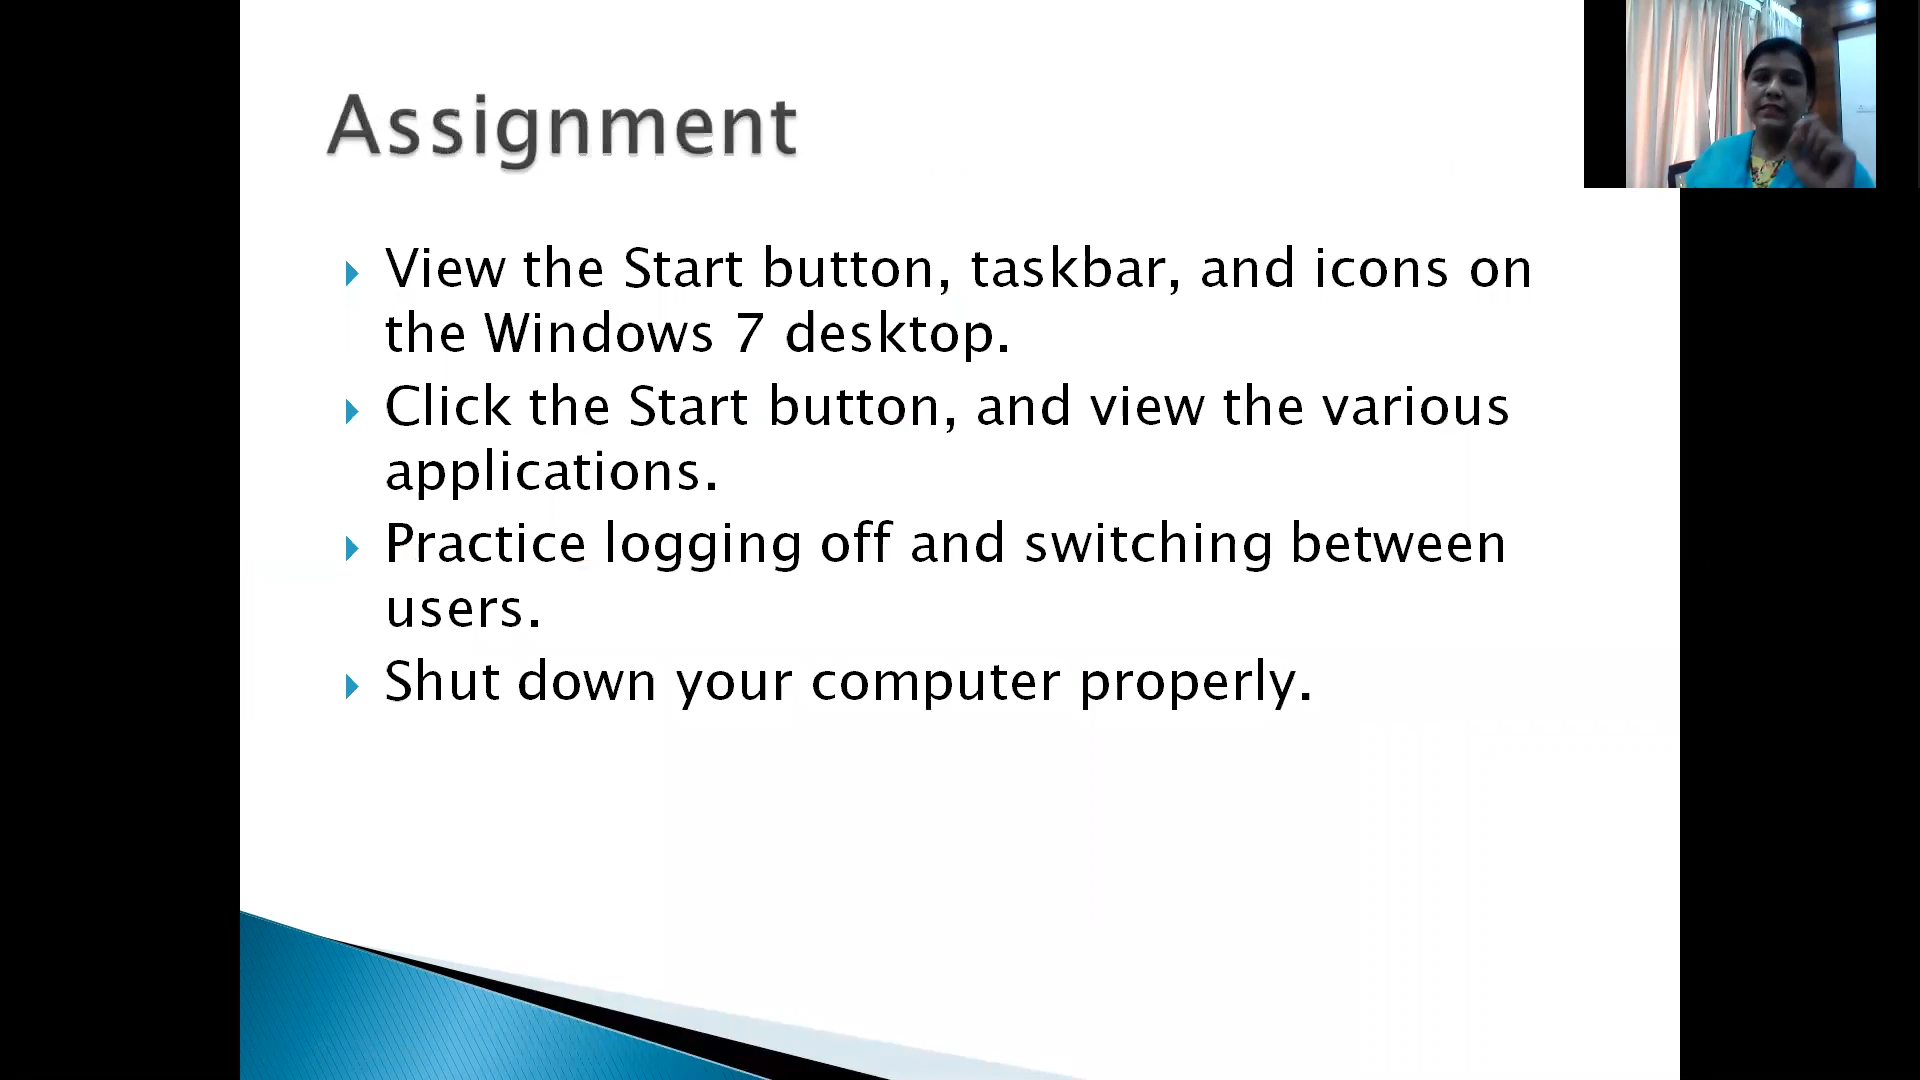 Assignment
View the Start button, taskbar, and icons on
the Windows 7 desktop.
Click the Start button, and view the various
applications.
Practice logging off and switching between
users.
Shut down your computer properly.